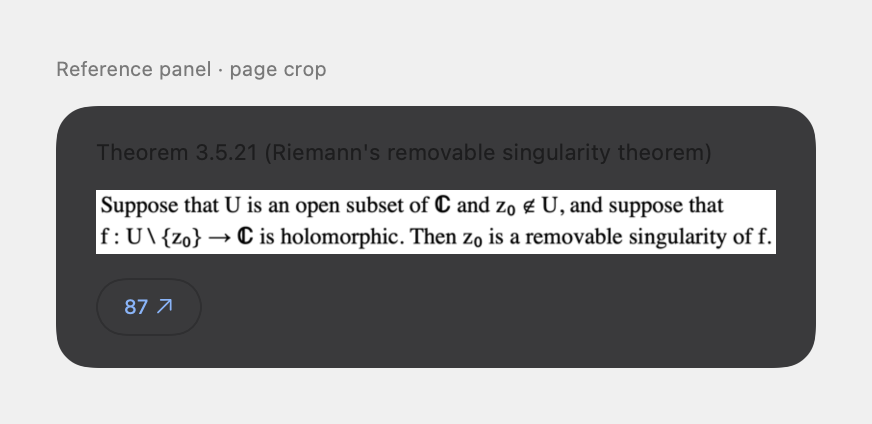 Reference panel · page crop
Theorem 3.5.21 (Riemann's removable singularity theorem)
Suppose that U is an open subset of ℂ and z₀ ∉ U, and suppose that
f : U \ {z₀} → ℂ is holomorphic. Then z₀ is a removable singularity of f.
87 ↗